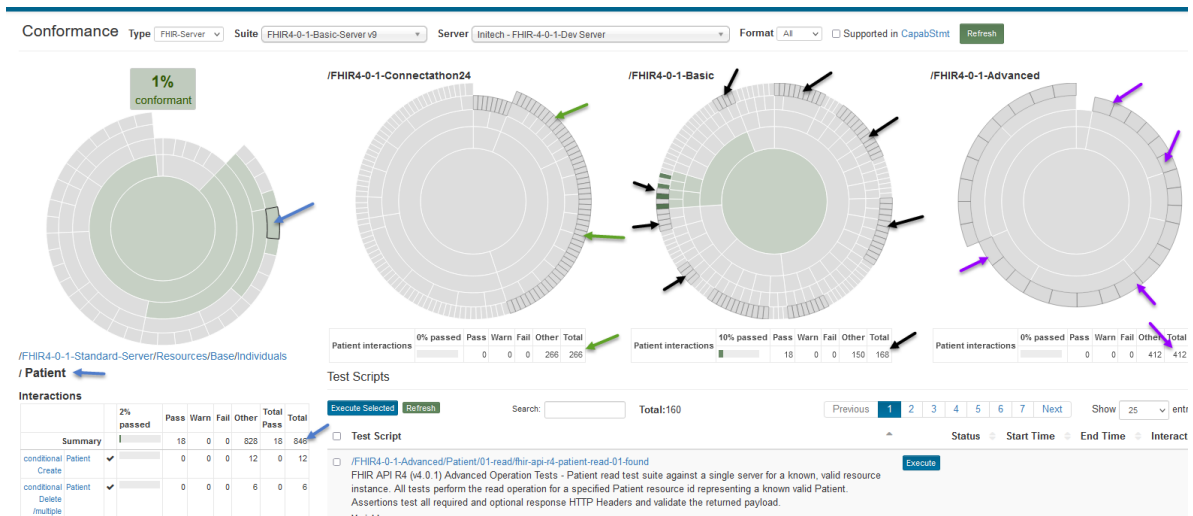 Conformance Type FHIR-Server Suite FHIR4-0-1-Basic-Server v9 Server Initech - FHIR-4-0-1-Dev Server Format All Supported in CapabStmt Refresh
1%
conformant
/FHIR4-0-1-Connectathon24
/FHIR4-0-1-Basic
/FHIR4-0-1-Advanced
/FHIR4-0-1-Standard-Server/Resources/Base/Individuals
/ Patient
Interactions
2% passed Pass Warn Fail Other Total Pass Total
Summary 18 0 0 828 18 846
conditional Create Patient 0 0 0 12 0 12
conditional Delete /multiple Patient 0 0 0 6 0 6
0% passed Pass Warn Fail Other Total
Patient interactions 0 0 0 266 266
10% passed Pass Warn Fail Other Total
Patient interactions 18 0 0 150 168
0% passed Pass Warn Fail Other Total
Patient interactions 0 0 0 412 412
Test Scripts
Execute Selected Refresh Search: Total:160 Previous 1 2 3 4 5 6 7 Next Show 25 entr
Test Script Status Start Time End Time Interact
/FHIR4-0-1-Advanced/Patient/01-read/fhir-api-r4-patient-read-01-found Execute
FHIR API R4 (v4.0.1) Advanced Operation Tests - Patient read test suite against a single server for a known, valid resource
instance. All tests perform the read operation for a specified Patient resource id representing a known valid Patient.
Assertions test all required and optional response HTTP Headers and validate the returned payload.